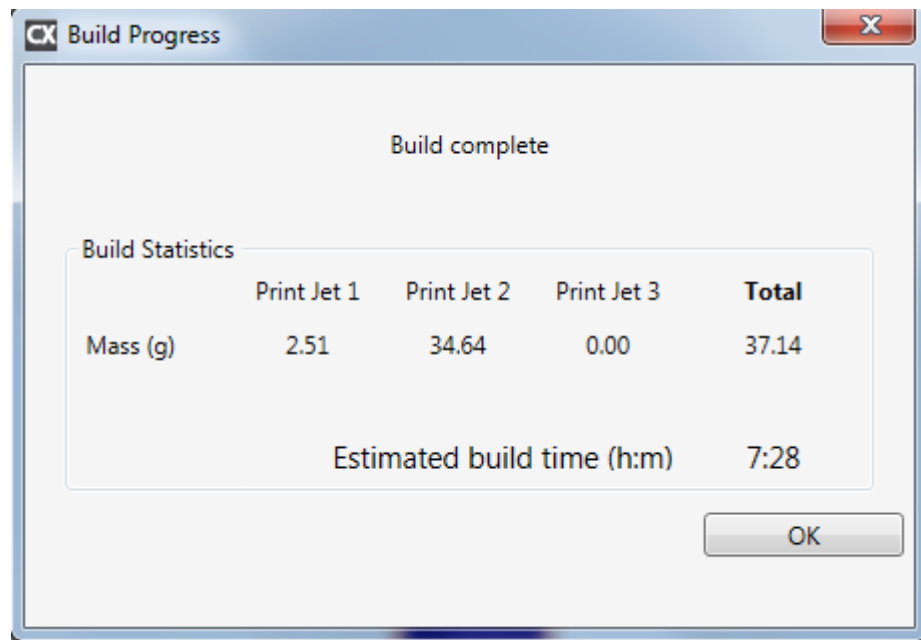 CX Build Progress
Build complete
Build Statistics
Print Jet 1 Print Jet 2 Print Jet 3 Total
Mass (g) 2.51 34.64 0.00 37.14
Estimated build time (h:m) 7:28
OK